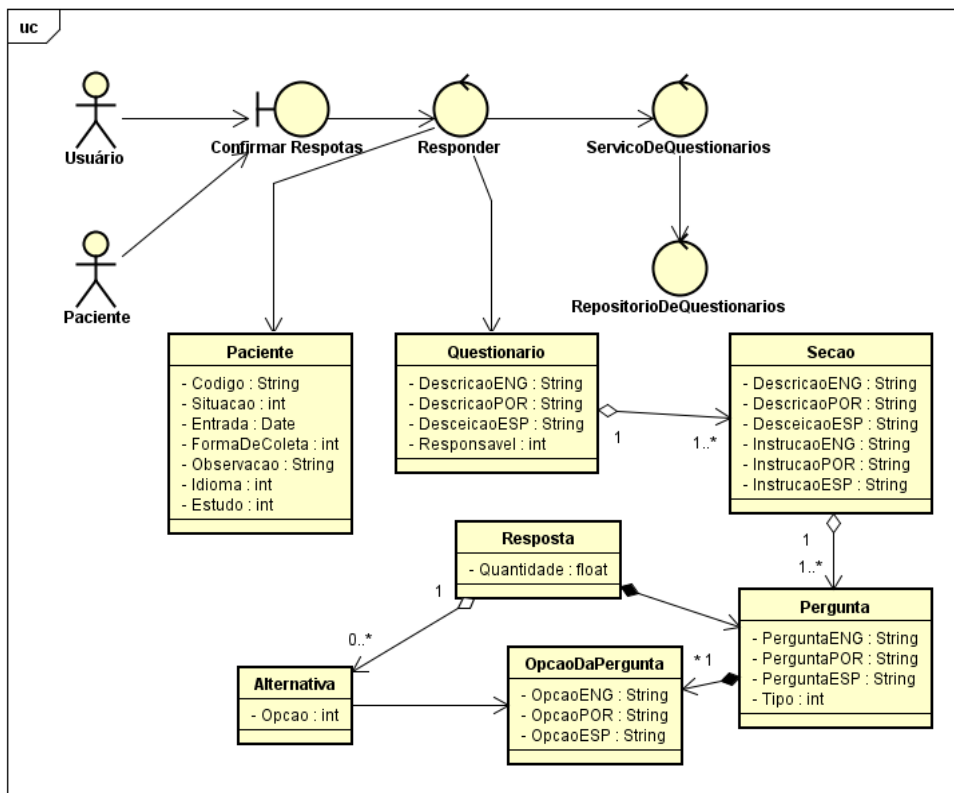 uc
Usuário
Confirmar Respotas
Responder
ServicoDeQuestionarios
Paciente
RepositorioDeQuestionarios
Paciente
- Codigo : String
- Situacao : int
- Entrada : Date
- FormaDeColeta : int
- Observacao : String
- Idioma : int
- Estudo : int
Questionario
- DescricaoENG : String
- DescricaoPOR : String
- DesceicaoESP : String
- Responsavel : int
1
1..*
Secao
- DescricaoENG : String
- DescricaoPOR : String
- DesceicaoESP : String
- InstrucaoENG : String
- InstrucaoPOR : String
- InstrucaoESP : String
1
1..*
Resposta
- Quantidade : float
1
0..*
Pergunta
- PerguntaENG : String
- PerguntaPOR : String
- PerguntaESP : String
- Tipo : int
* 1
OpcaoDaPergunta
- OpcaoENG : String
- OpcaoPOR : String
- OpcaoESP : String
Alternativa
- Opcao : int